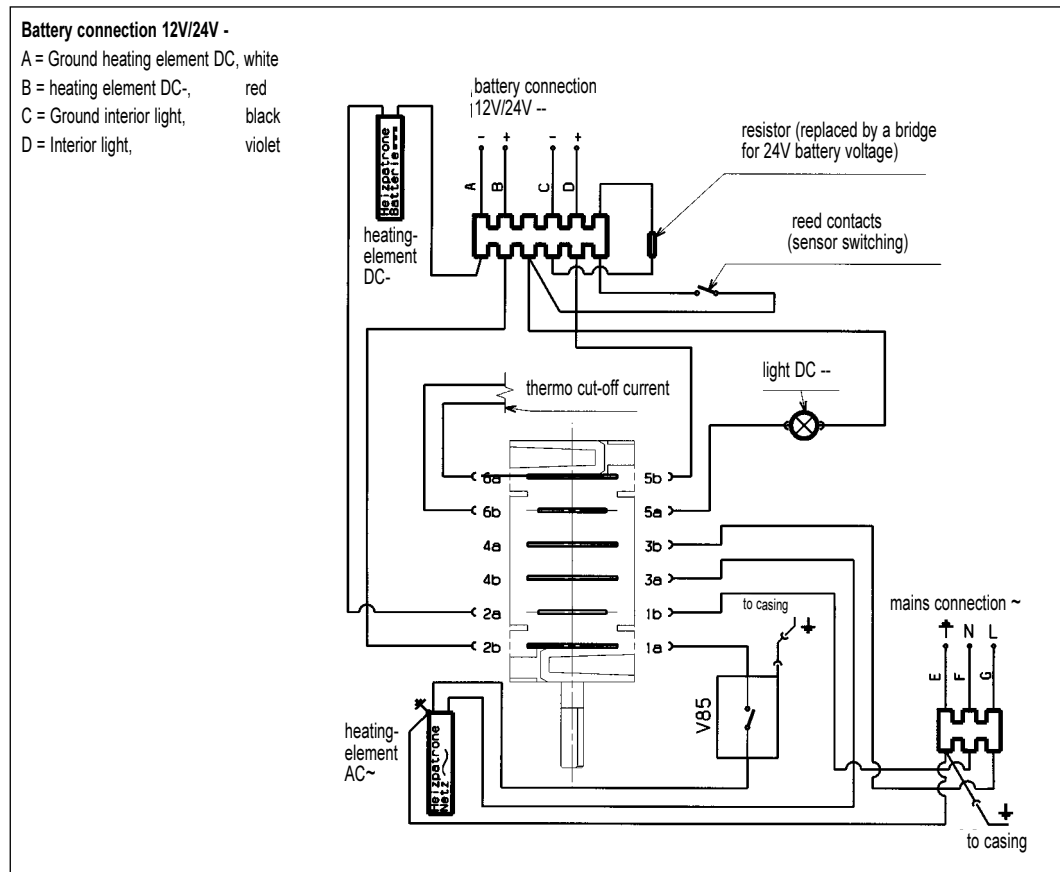 Battery connection 12V/24V -
A = Ground heating element DC, white
B = heating element DC-, red
C = Ground interior light, black
D = Interior light, violet
battery connection
12V/24V --
- + - +
A B C D
Heizpatrone
Batterie
heating-
element
DC-
resistor (replaced by a bridge
for 24V battery voltage)
reed contacts
(sensor switching)
thermo cut-off current
light DC --
6a 5b
6b 5a
4a 3b
4b 3a
2a 1b
2b 1a
to casing
mains connection ~
N L
E F G
V85
heating-
element
AC~
Heizpatrone
Netz
to casing